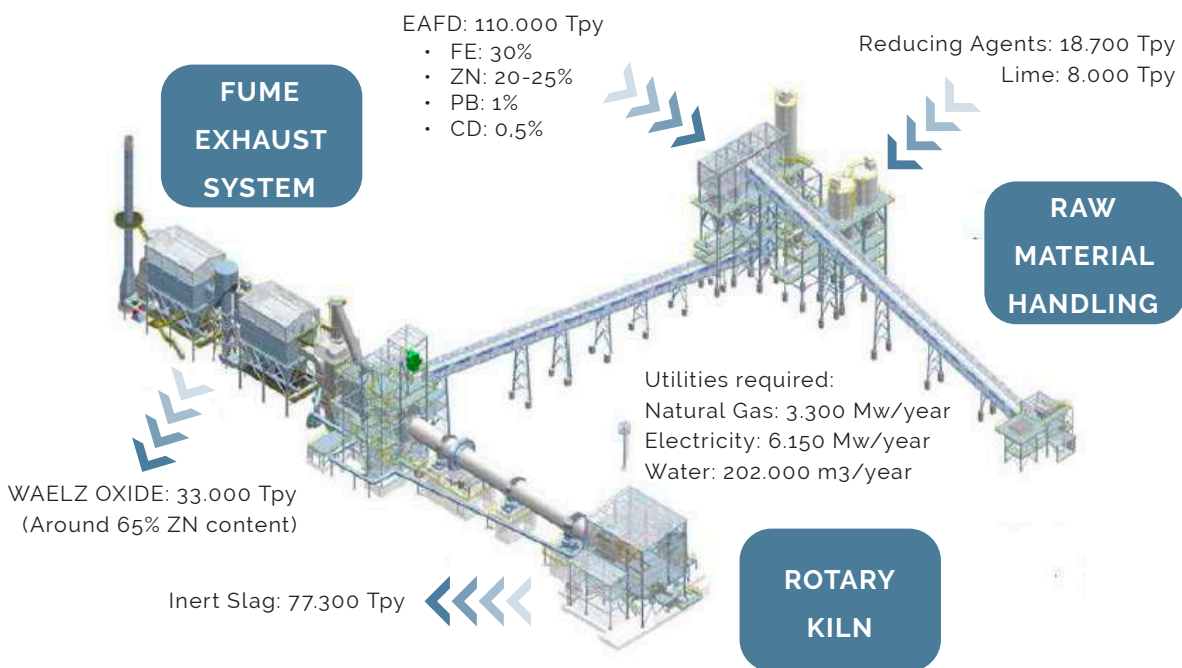 EAFD: 110.000 Tpy
• FE: 30%
• ZN: 20-25%
• PB: 1%
• CD: 0,5%
Reducing Agents: 18.700 Tpy
Lime: 8.000 Tpy
FUME
EXHAUST
SYSTEM
RAW
MATERIAL
HANDLING
Utilities required:
Natural Gas: 3.300 Mw/year
Electricity: 6.150 Mw/year
Water: 202.000 m3/year
WAELZ OXIDE: 33.000 Tpy
(Around 65% ZN content)
Inert Slag: 77.300 Tpy
ROTARY
KILN